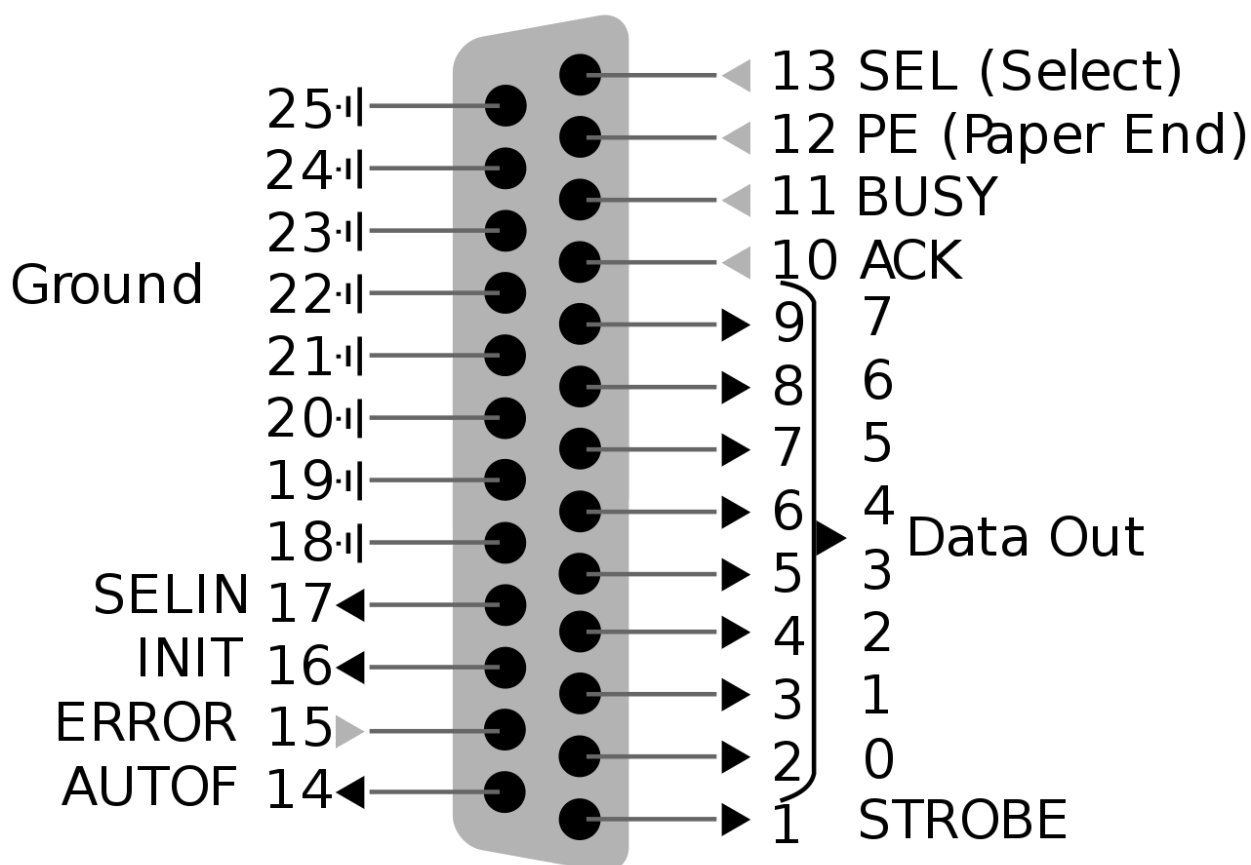 13 SEL (Select)
12 PE (Paper End)
11 BUSY
10 ACK
9 7
8 6
7 5
6 4
5 3
4 2
3 1
2 0
Data Out
1 STROBE
25
24
23
22
21
20
19
18
Ground
SELIN 17
INIT 16
ERROR 15
AUTOF 14